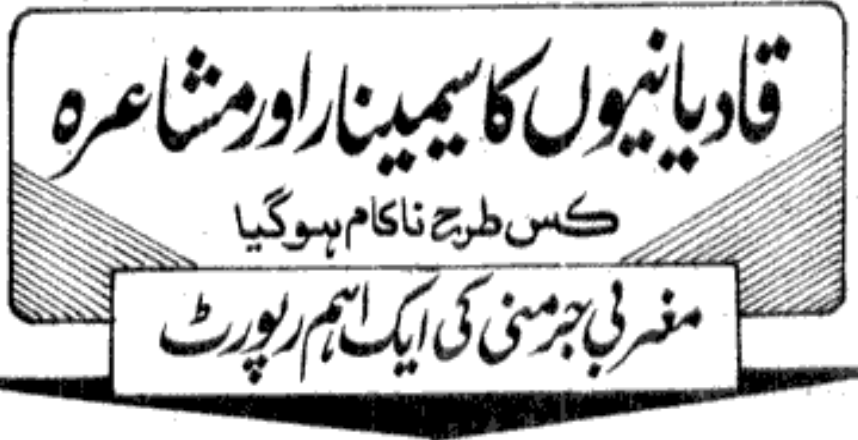 قادیانیوں کا سیمینار اور مشاعرہ
کس طرح ناکام ہوگیا
مغربی جرمنی کی ایک اہم رپورٹ